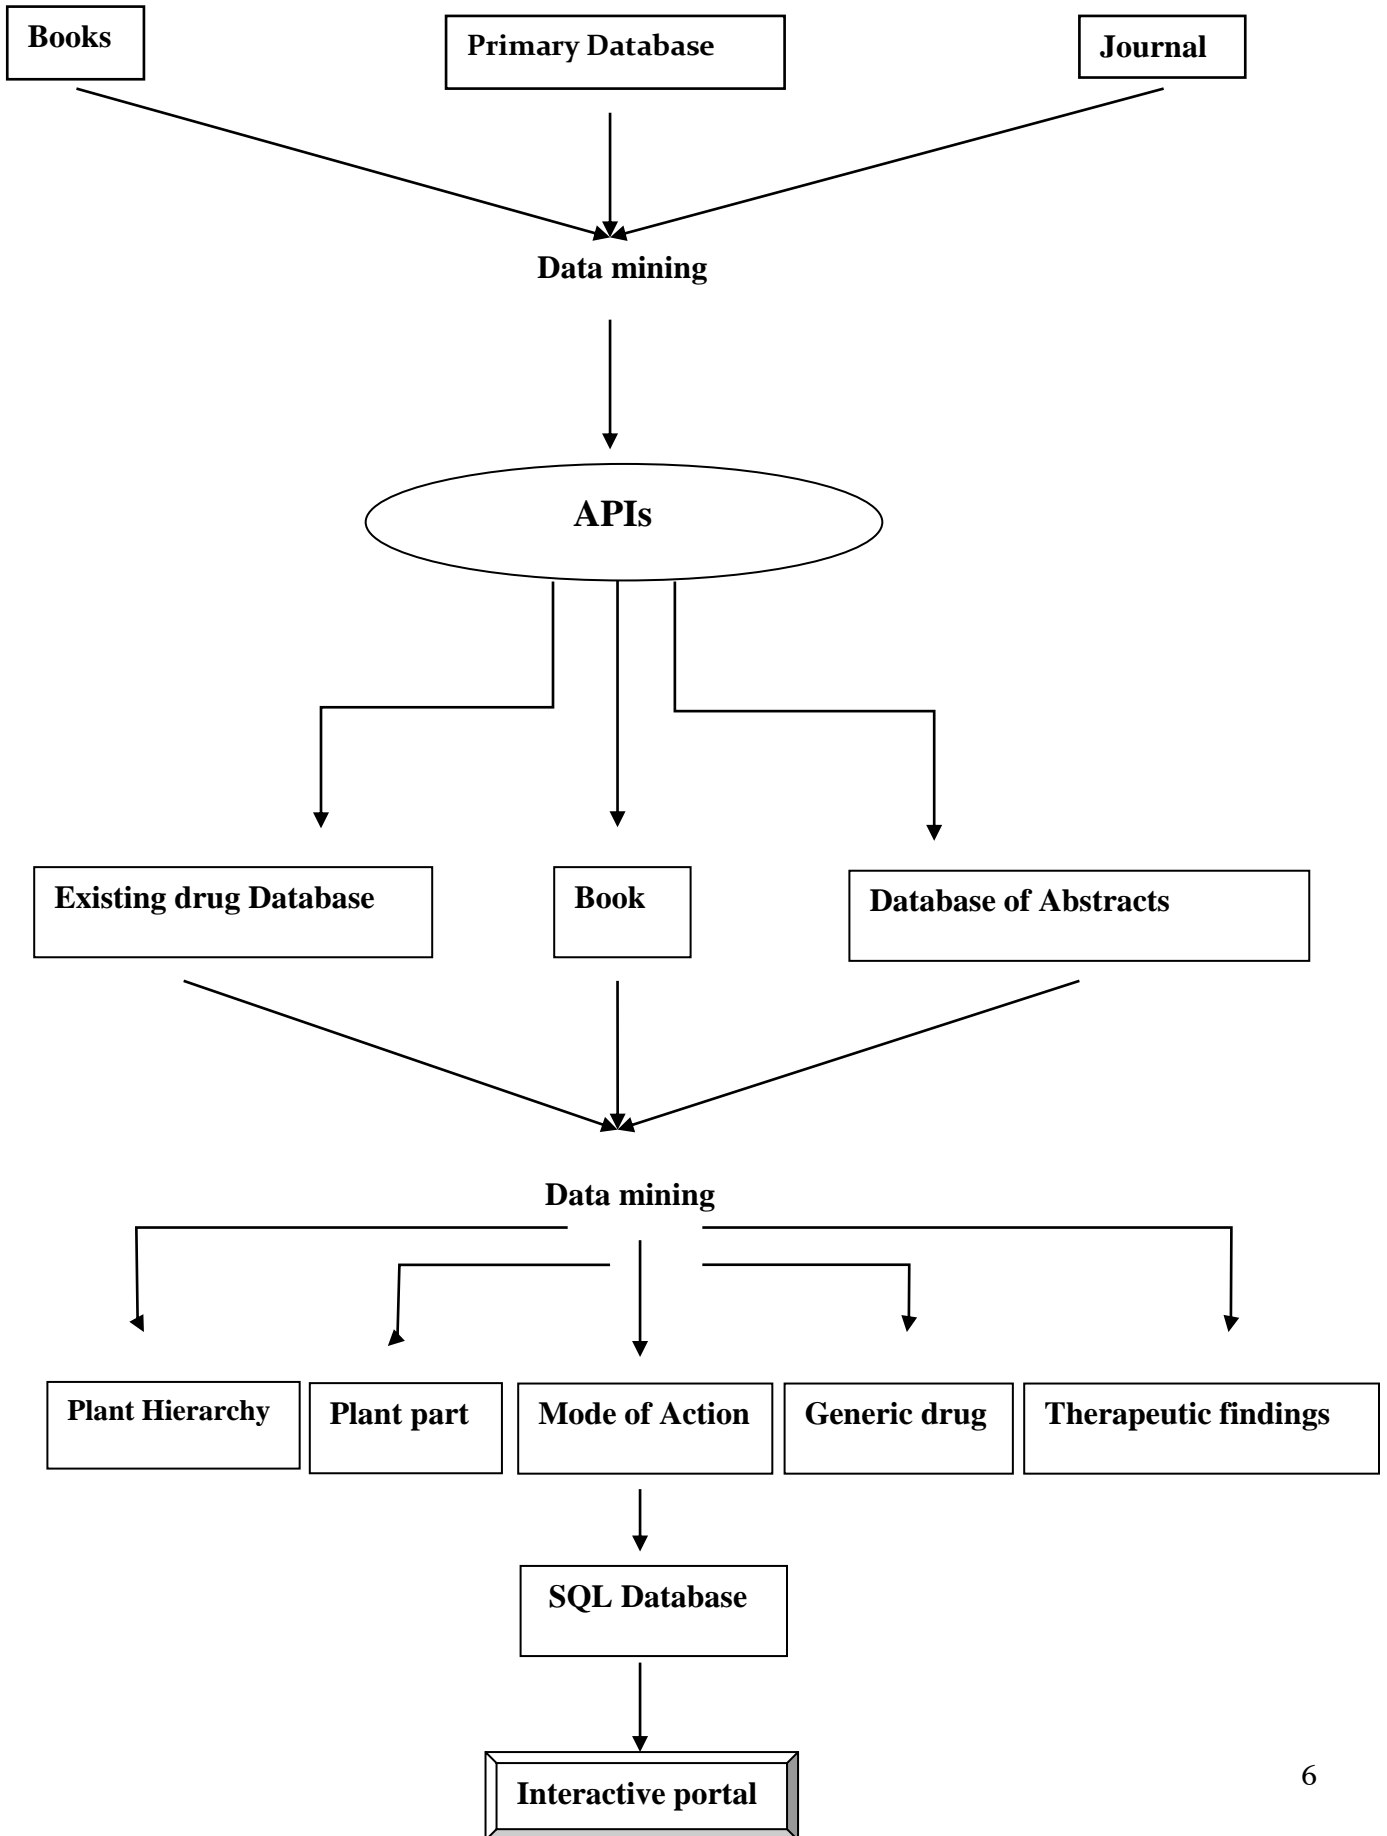 Books
Primary Database
Journal
Data mining
APIs
Existing drug Database
Book
Database of Abstracts
Data mining
Plant Hierarchy
Plant part
Mode of Action
Generic drug
Therapeutic findings
SQL Database
Interactive portal
6